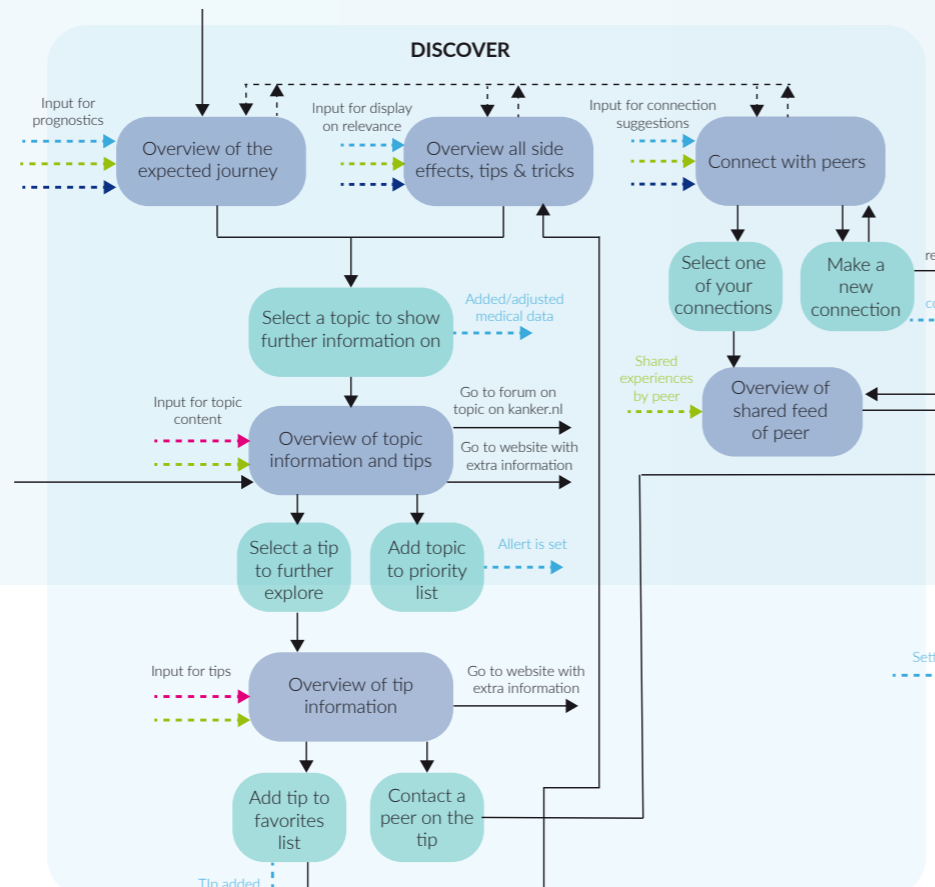 DISCOVER
Input for
prognostics
Overview of the
expected journey
Input for display
on relevance
Overview all side
effects, tips & tricks
Input for connection
suggestions
Connect with peers
Select one
of your
connections
Make a
new
connection
re
co
Select a topic to show
further information on
Added/adjusted
medical data
Shared
experiences
by peer
Overview of
shared feed
of peer
Input for topic
content
Overview of topic
information and tips
Go to forum on
topic on kanker.nl
Go to website with
extra information
Select a tip
to further
explore
Add topic
to priority
list
Allert is set
Input for tips
Overview of tip
information
Go to website with
extra information
Sett
Add tip to
favorites
list
Contact a
peer on the
tip
TIp added